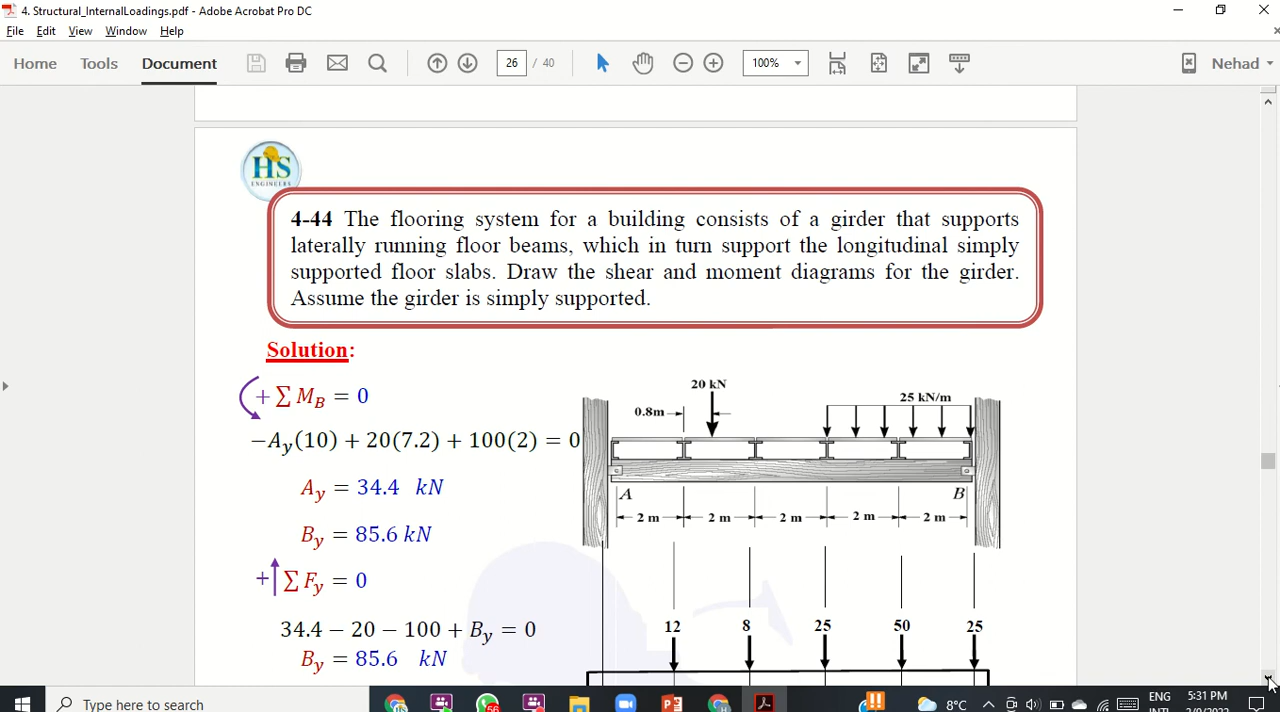 4. Structural_InternalLoadings.pdf - Adobe Acrobat Pro DC
File Edit View Window Help
Home Tools Document 26 / 40 100% Nehad
HS
ENGINEERS
4-44 The flooring system for a building consists of a girder that supports
laterally running floor beams, which in turn support the longitudinal simply
supported floor slabs. Draw the shear and moment diagrams for the girder.
Assume the girder is simply supported.
Solution:
+ ∑ M_B = 0
−A_y(10) + 20(7.2) + 100(2) = 0
A_y = 34.4 kN
B_y = 85.6 kN
+ ∑ F_y = 0
34.4 − 20 − 100 + B_y = 0
B_y = 85.6 kN
20 kN
0.8m
25 kN/m
A B
2 m 2 m 2 m 2 m 2 m
12 8 25 50 25
Type here to search
66
8°C
ENG
5:31 PM